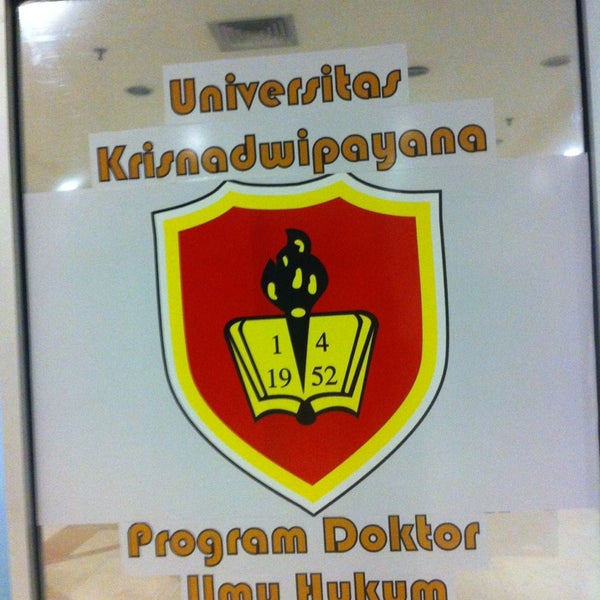 Universitas
Krisnadwipayana
1 4
19 52
Program Doktor
Ilmu Hukum